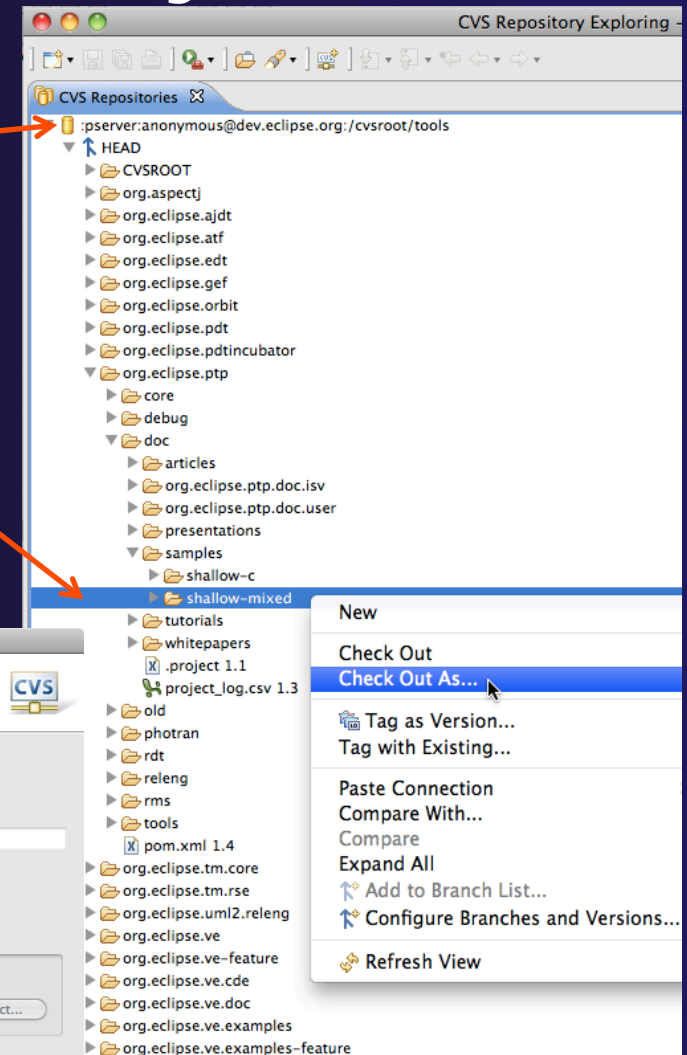 CVS Repository Exploring -
CVS Repositories
:pserver:anonymous@dev.eclipse.org:/cvsroot/tools
HEAD
CVSROOT
org.aspectj
org.eclipse.ajdt
org.eclipse.atf
org.eclipse.edt
org.eclipse.gef
org.eclipse.orbit
org.eclipse.pdt
org.eclipse.pdtincubator
org.eclipse.ptp
core
debug
doc
articles
org.eclipse.ptp.doc.isv
org.eclipse.ptp.doc.user
presentations
samples
shallow-c
shallow-mixed
tutorials
whitepapers
.project 1.1
project_log.csv 1.3
old
photran
rdt
releng
rms
tools
pom.xml 1.4
org.eclipse.tm.core
org.eclipse.tm.rse
org.eclipse.uml2.releng
org.eclipse.ve
org.eclipse.ve-feature
org.eclipse.ve.cde
org.eclipse.ve.doc
org.eclipse.ve.examples
org.eclipse.ve.examples-feature
New
Check Out
Check Out As...
Tag as Version...
Tag with Existing...
Paste Connection
Compare With...
Compare
Expand All
Add to Branch List...
Configure Branches and Versions...
Refresh View
CVS
ct...